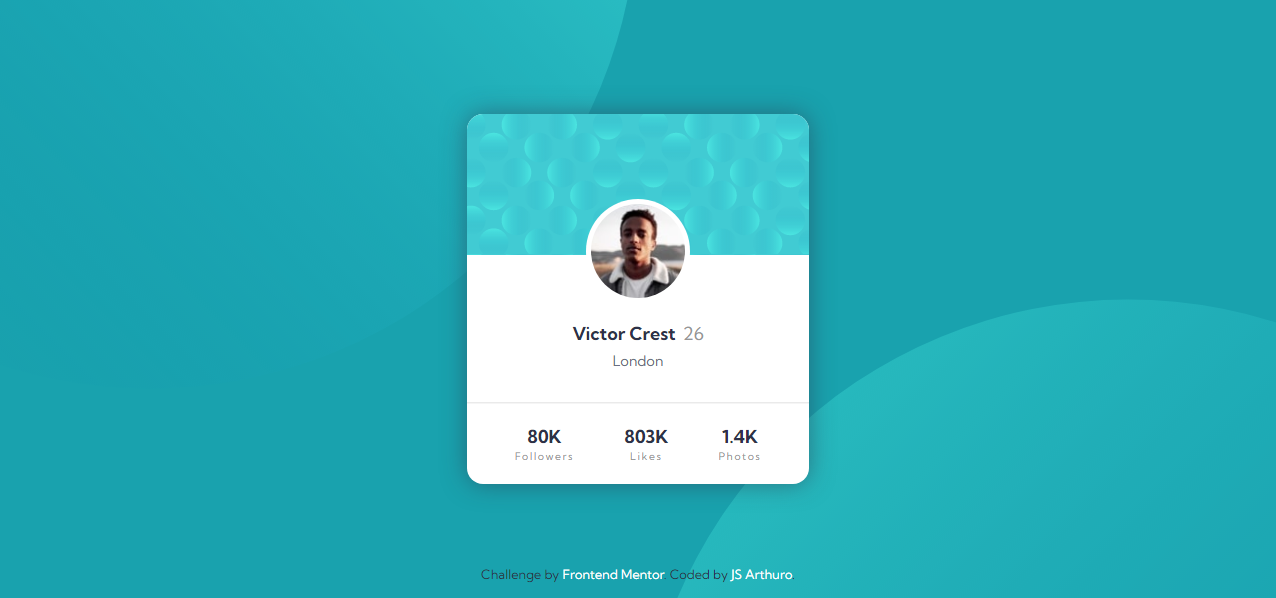 Victor Crest 26
London
80K 803K 1.4K
Followers Likes Photos
Challenge by Frontend Mentor. Coded by JS Arthuro.